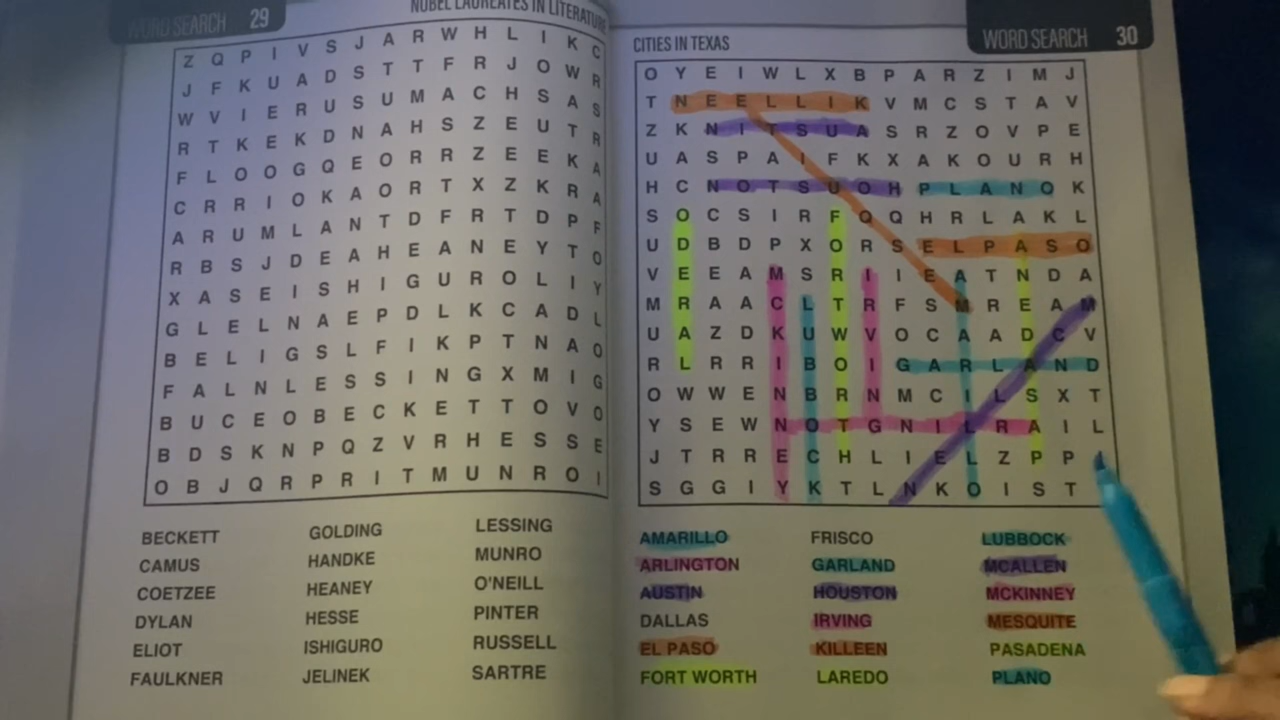 WORD SEARCH 29
NOBEL LAUREATES IN LITERATURE
Z Q P I V S J A R W H L I K C
J F K U A D S T T F R J O W R
W V I E R U S U M A C H S A S
R T K E K D N A H S Z E U T R
F L O O G Q E O R R Z E E K A
C R R I O K A O R T X Z K R A
A R U M L A N T D F R T D P F
R B S J D E A H E A N E Y T O
X A S E I S H I G U R O L I Y
G L E L N A E P D L K C A D L
B E L I G S L F I K P T N A O
F A L N L E S S I N G X M I G
B U C E O B E C K E T T O V O
B D S K N P Q Z V R H E S S E
O B J Q R P R I T M U N R O I
BECKETT GOLDING LESSING
CAMUS HANDKE MUNRO
COETZEE HEANEY O'NEILL
DYLAN HESSE PINTER
ELIOT ISHIGURO RUSSELL
FAULKNER JELINEK SARTRE
CITIES IN TEXAS
WORD SEARCH 30
O Y E I W L X B P A R Z I M J
T N E E L L I K V M C S T A V
Z K N I T S U A S R Z O V P E
U A S P A I F K X A K O U R H
H C N O T S U O H P L A N O K
S O C S I R F Q Q H R L A K L
U D B D P X O R S E L P A S O
V E E A M S R I I E A T N D A
M R A A C L T R F S M R E A M
U A Z D K U W V O C A A D C V
R L R R I B O I G A R L A N D
O W W E N B R N M C I L S X T
Y S E W N O T G N I L R A I L
J T R R E C H L I E L Z P P
S G G I Y K T L N K O I S T
AMARILLO FRISCO LUBBOCK
ARLINGTON GARLAND MCALLEN
AUSTIN HOUSTON MCKINNEY
DALLAS IRVING MESQUITE
EL PASO KILLEEN PASADENA
FORT WORTH LAREDO PLANO